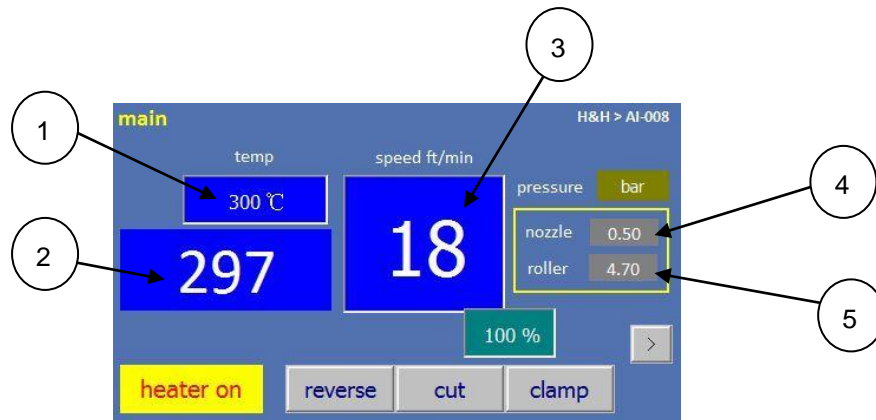 3
1
main
H&H > AI-008
temp
speed ft/min
300 ℃
pressure
bar
4
2
297
18
nozzle
0.50
roller
4.70
5
100 %
>
heater on
reverse
cut
clamp